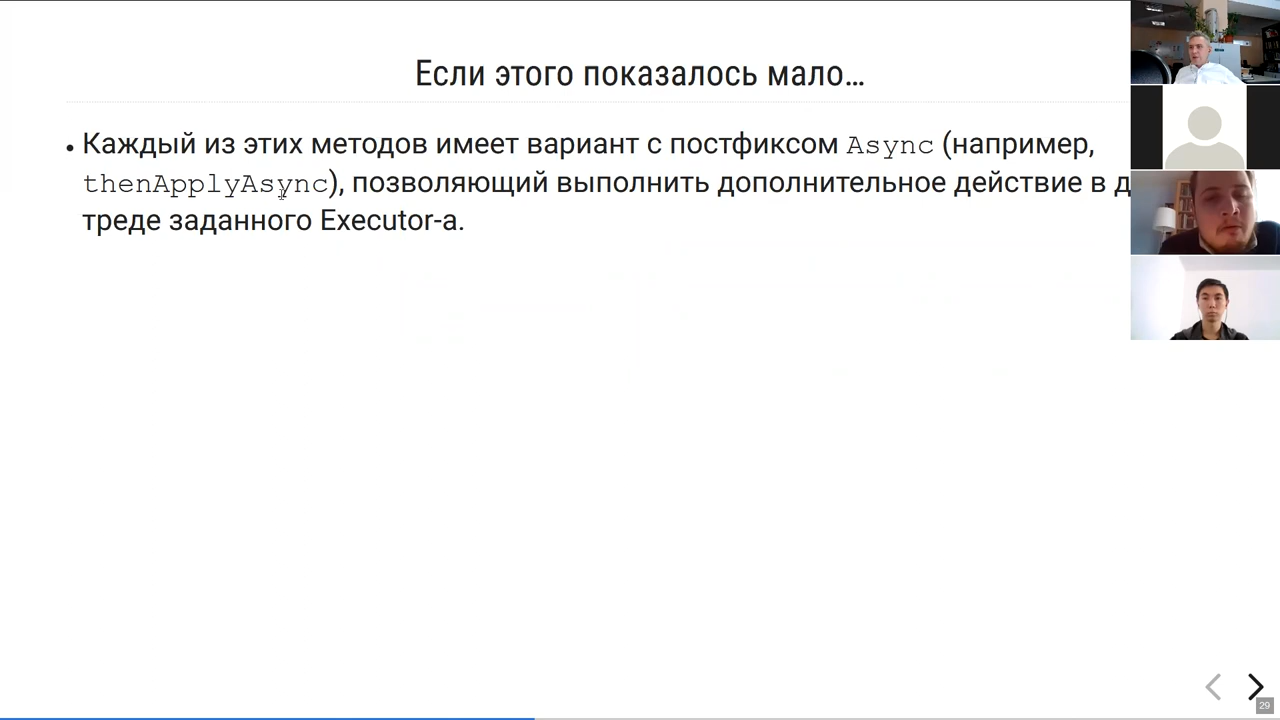 Если этого показалось мало…
• Каждый из этих методов имеет вариант с постфиксом Async (например,
thenApplyAsync), позволяющий выполнить дополнительное действие в
треде заданного Executor-а.
29